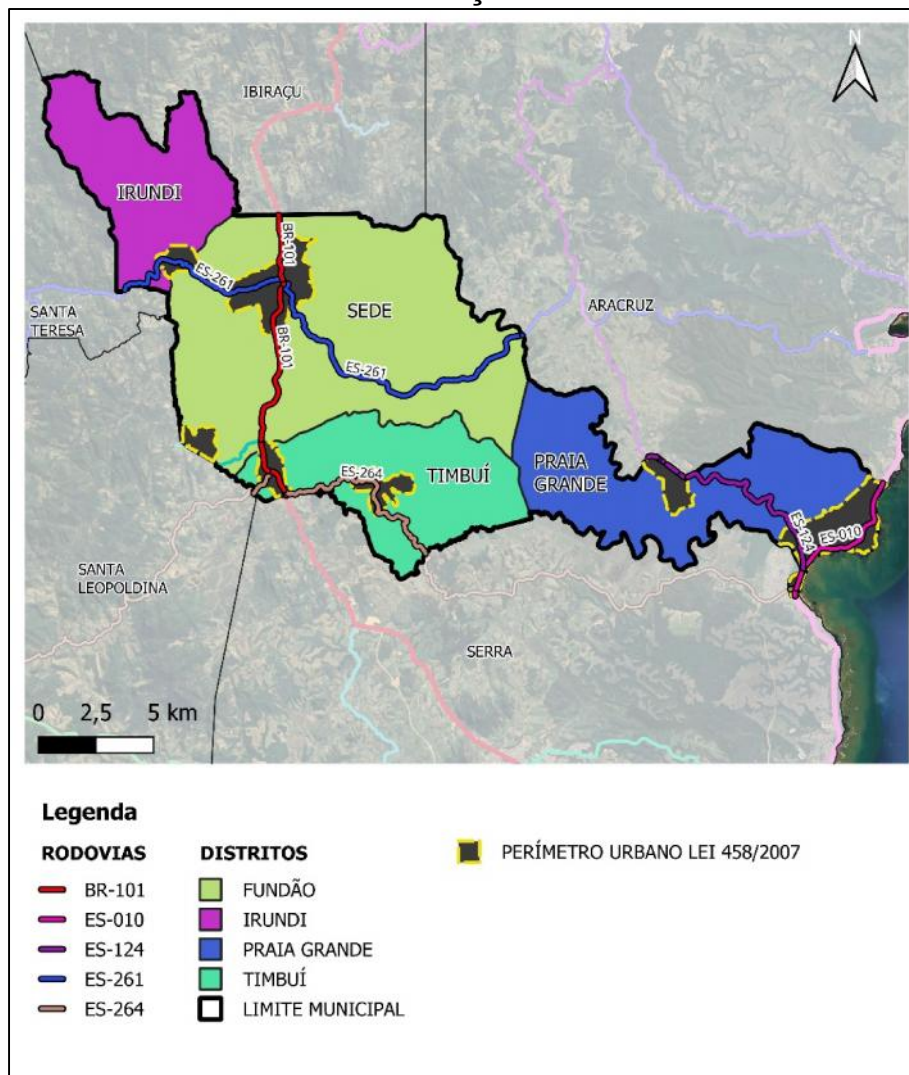 N
IBIRAÇU
IRUNDI
BR-101
ES-261
SEDE
ARACRUZ
SANTA
TERESA
BR-101
ES-261
PRAIA
GRANDE
ES-264
TIMBUÍ
ES-124
ES-010
SANTA
LEOPOLDINA
SERRA
0 2,5 5 km
Legenda
RODOVIAS
BR-101
ES-010
ES-124
ES-261
ES-264
DISTRITOS
FUNDÃO
IRUNDI
PRAIA GRANDE
TIMBUÍ
LIMITE MUNICIPAL
PERÍMETRO URBANO LEI 458/2007